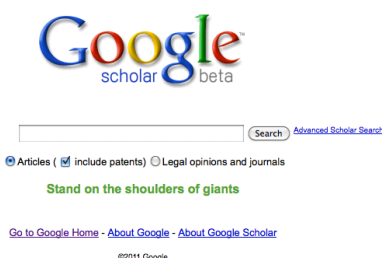 Google™
scholar beta
Search Advanced Scholar Search
Articles ( include patents) Legal opinions and journals
Stand on the shoulders of giants
Go to Google Home - About Google - About Google Scholar
©2011 Google